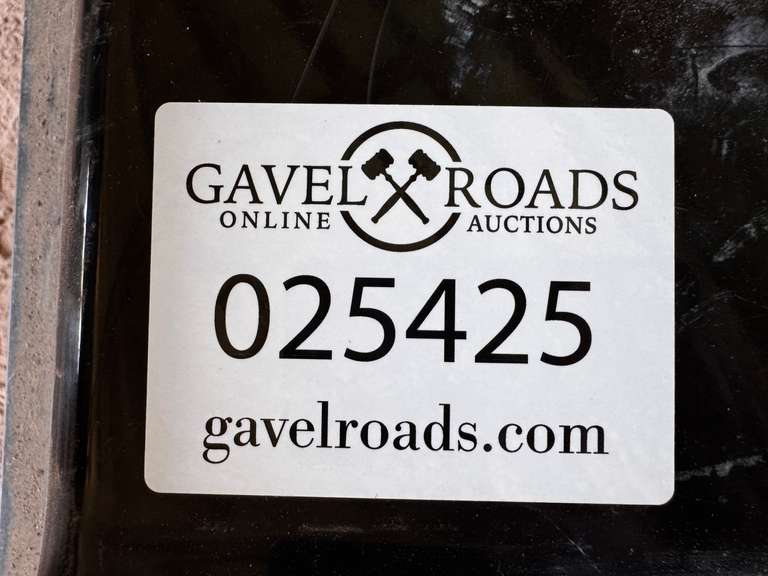 GAVEL ROADS
ONLINE AUCTIONS
025425
gavelroads.com